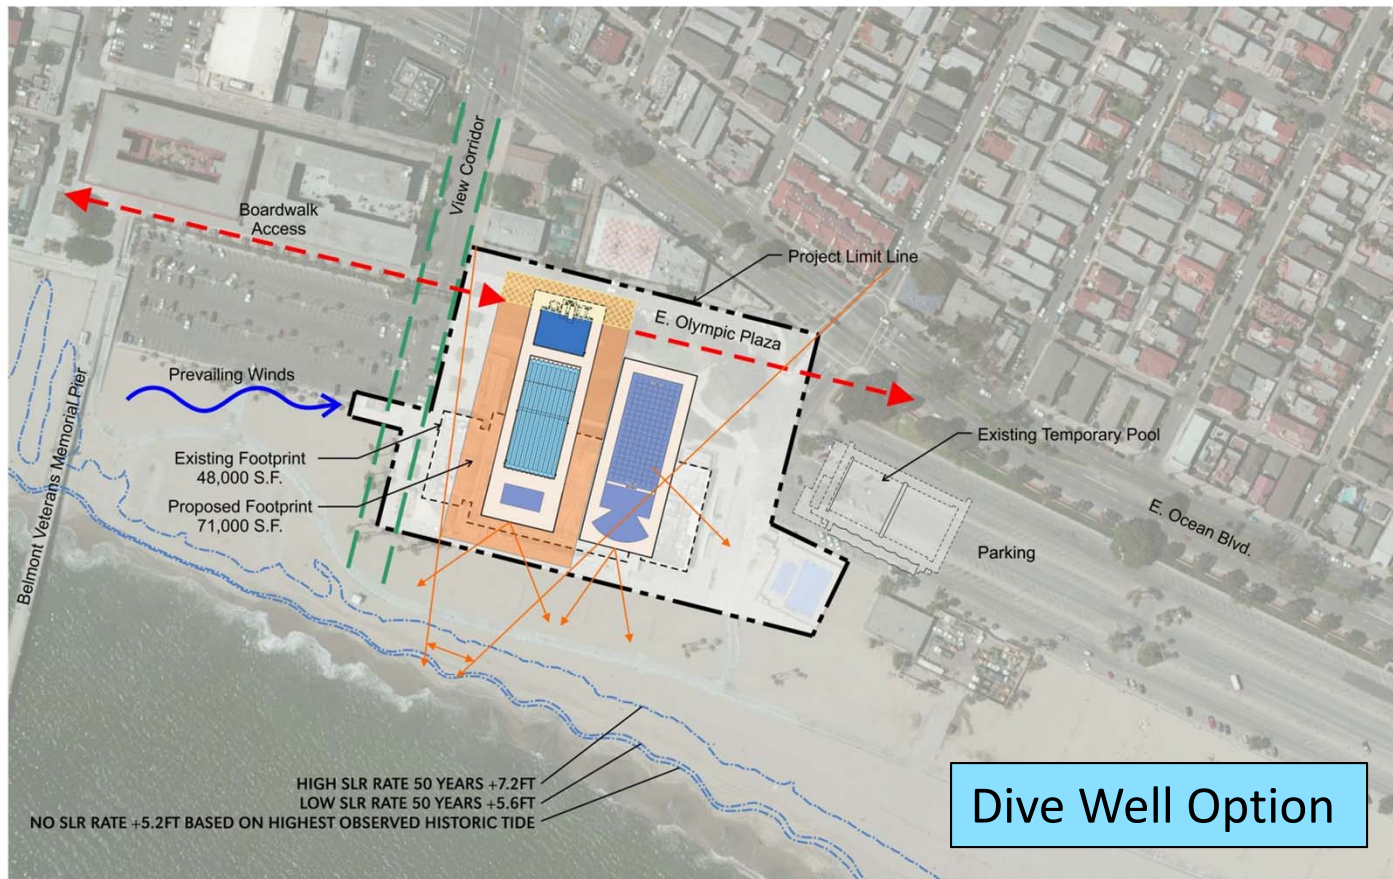 View Corridor
Boardwalk
Access
Project Limit Line
E. Olympic Plaza
Prevailing Winds
Existing Footprint
48,000 S.F.
Proposed Footprint
71,000 S.F.
Belmont Veterans Memorial Pier
Existing Temporary Pool
E. Ocean Blvd.
Parking
HIGH SLR RATE 50 YEARS +7.2FT
LOW SLR RATE 50 YEARS +5.6FT
NO SLR RATE +5.2FT BASED ON HIGHEST OBSERVED HISTORIC TIDE
Dive Well Option